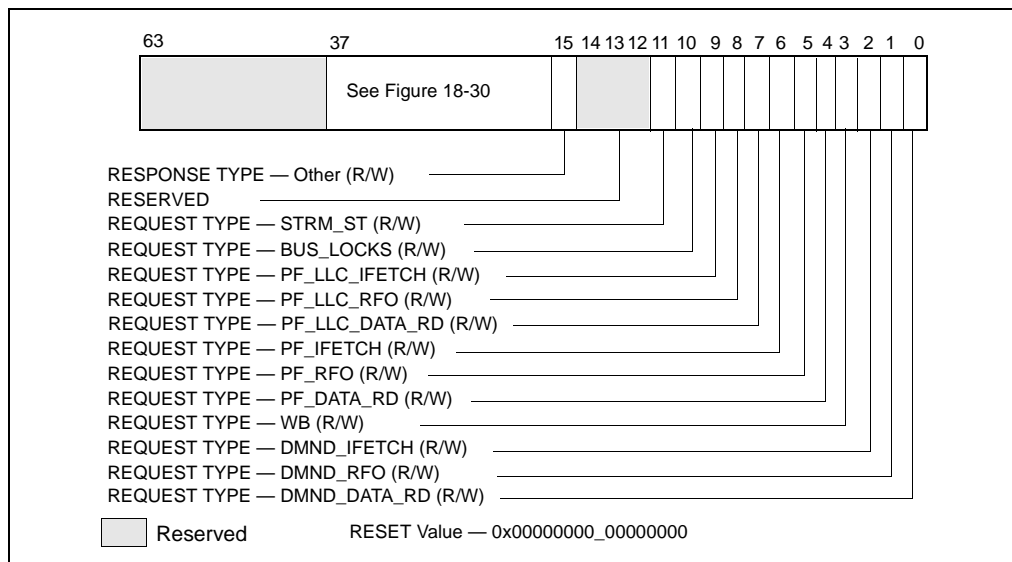 63 37 15 14 13 12 11 10 9 8 7 6 5 4 3 2 1 0
See Figure 18-30
RESPONSE TYPE — Other (R/W)
RESERVED
REQUEST TYPE — STRM_ST (R/W)
REQUEST TYPE — BUS_LOCKS (R/W)
REQUEST TYPE — PF_LLC_IFETCH (R/W)
REQUEST TYPE — PF_LLC_RFO (R/W)
REQUEST TYPE — PF_LLC_DATA_RD (R/W)
REQUEST TYPE — PF_IFETCH (R/W)
REQUEST TYPE — PF_RFO (R/W)
REQUEST TYPE — PF_DATA_RD (R/W)
REQUEST TYPE — WB (R/W)
REQUEST TYPE — DMND_IFETCH (R/W)
REQUEST TYPE — DMND_RFO (R/W)
REQUEST TYPE — DMND_DATA_RD (R/W)
Reserved RESET Value — 0x00000000_00000000